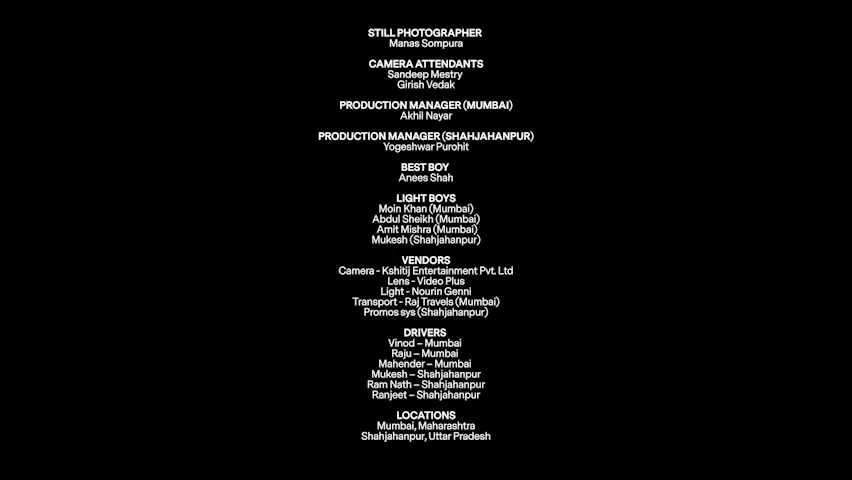 STILL PHOTOGRAPHER
Manas Sompura
CAMERA ATTENDANTS
Sandeep Mestry
Girish Vedak
PRODUCTION MANAGER (MUMBAI)
Akhil Nayar
PRODUCTION MANAGER (SHAHJAHANPUR)
Yogeshwar Purohit
BEST BOY
Anees Shah
LIGHT BOYS
Moin Khan (Mumbai)
Abdul Sheikh (Mumbai)
Amit Mishra (Mumbai)
Mukesh (Shahjahanpur)
VENDORS
Camera - Kshitij Entertainment Pvt. Ltd
Lens - Video Plus
Light - Nourin Genni
Transport - Raj Travels (Mumbai)
Promos sys (Shahjahanpur)
DRIVERS
Vinod – Mumbai
Raju – Mumbai
Mahender – Mumbai
Mukesh – Shahjahanpur
Ram Nath – Shahjahanpur
Ranjeet – Shahjahanpur
LOCATIONS
Mumbai, Maharashtra
Shahjahanpur, Uttar Pradesh